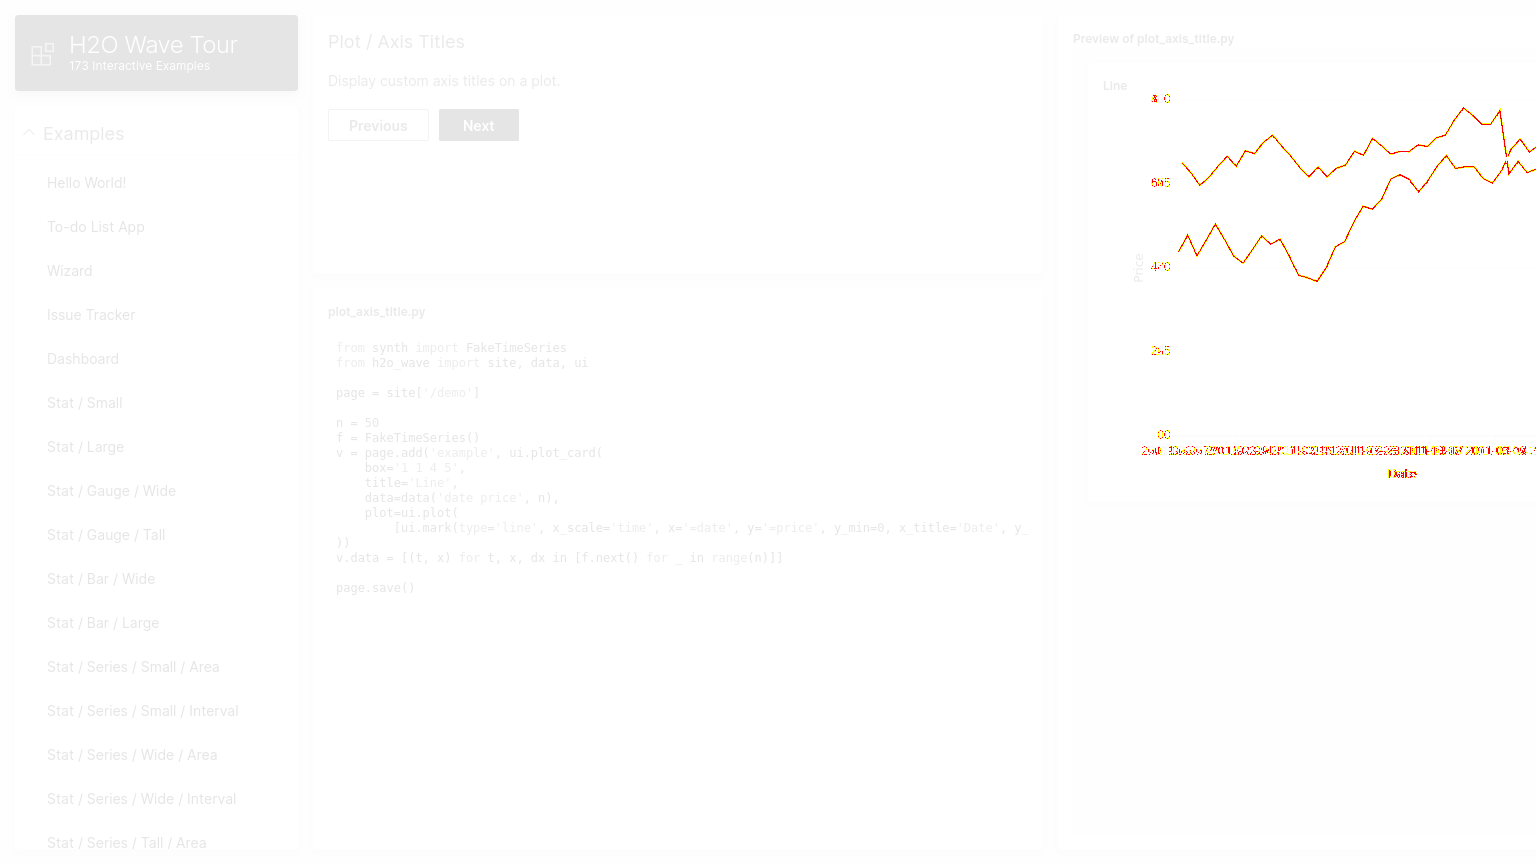 H2O Wave Tour
173 Interactive Examples
Examples
Hello World!
To-do List App
Wizard
Issue Tracker
Dashboard
Stat / Small
Stat / Large
Stat / Gauge / Wide
Stat / Gauge / Tall
Stat / Bar / Wide
Stat / Bar / Large
Stat / Series / Small / Area
Stat / Series / Small / Interval
Stat / Series / Wide / Area
Stat / Series / Wide / Interval
Stat / Series / Tall / Area
Plot / Axis Titles
Display custom axis titles on a plot.
Previous Next
plot_axis_title.py
from synth import FakeTimeSeries
from h2o_wave import site, data, ui
page = site['/demo']
n = 50
f = FakeTimeSeries()
v = page.add('example', ui.plot_card(
    box='1 1 4 5',
    title='Line',
    data=data('date price', n),
    plot=ui.plot(
        [ui.mark(type='line', x_scale='time', x='=date', y='=price', y_min=0, x_title='Date', y_
))
v.data = [(t, x) for t, x, dx in [f.next() for _ in range(n)]]
page.save()
Preview of plot_axis_title.py
Line
Price
Date